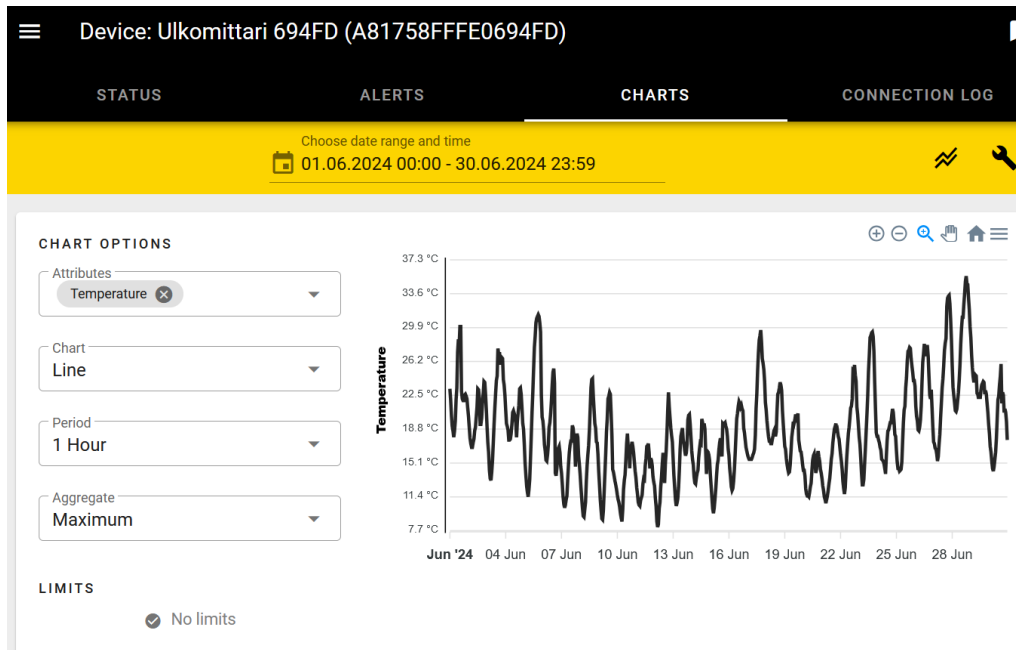 Device: Ulkomittari 694FD (A81758FFFE0694FD)
STATUS
ALERTS
CHARTS
CONNECTION LOG
Choose date range and time
01.06.2024 00:00 - 30.06.2024 23:59
CHART OPTIONS
Attributes
Temperature
Chart
Line
Period
1 Hour
Aggregate
Maximum
LIMITS
No limits
Temperature
37.3 °C
33.6 °C
29.9 °C
26.2 °C
22.5 °C
18.8 °C
15.1 °C
11.4 °C
7.7 °C
Jun '24 04 Jun 07 Jun 10 Jun 13 Jun 16 Jun 19 Jun 22 Jun 25 Jun 28 Jun